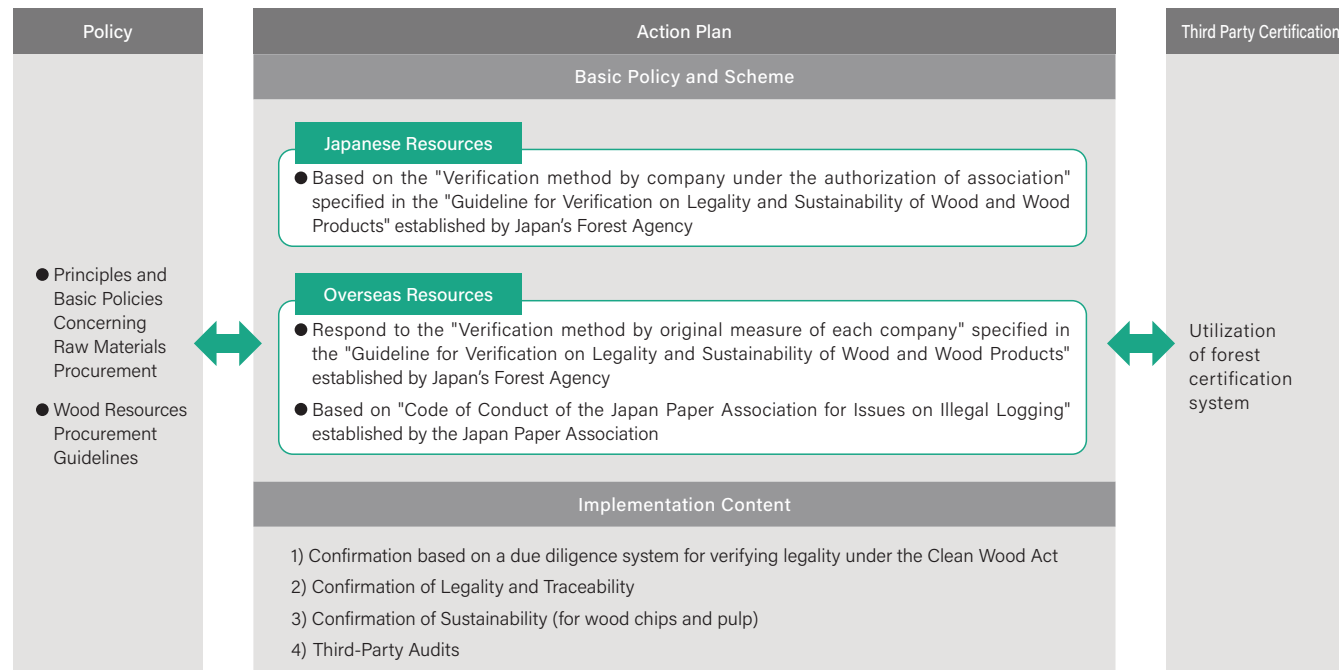 Policy
● Principles and
Basic Policies
Concerning
Raw Materials
Procurement
● Wood Resources
Procurement
Guidelines
Action Plan
Basic Policy and Scheme
Japanese Resources
● Based on the "Verification method by company under the authorization of association"
specified in the "Guideline for Verification on Legality and Sustainability of Wood and Wood
Products" established by Japan's Forest Agency
Overseas Resources
● Respond to the "Verification method by original measure of each company" specified in
the "Guideline for Verification on Legality and Sustainability of Wood and Wood Products"
established by Japan's Forest Agency
● Based on "Code of Conduct of the Japan Paper Association for Issues on Illegal Logging"
established by the Japan Paper Association
Implementation Content
1) Confirmation based on a due diligence system for verifying legality under the Clean Wood Act
2) Confirmation of Legality and Traceability
3) Confirmation of Sustainability (for wood chips and pulp)
4) Third-Party Audits
Third Party Certification
Utilization
of forest
certification
system